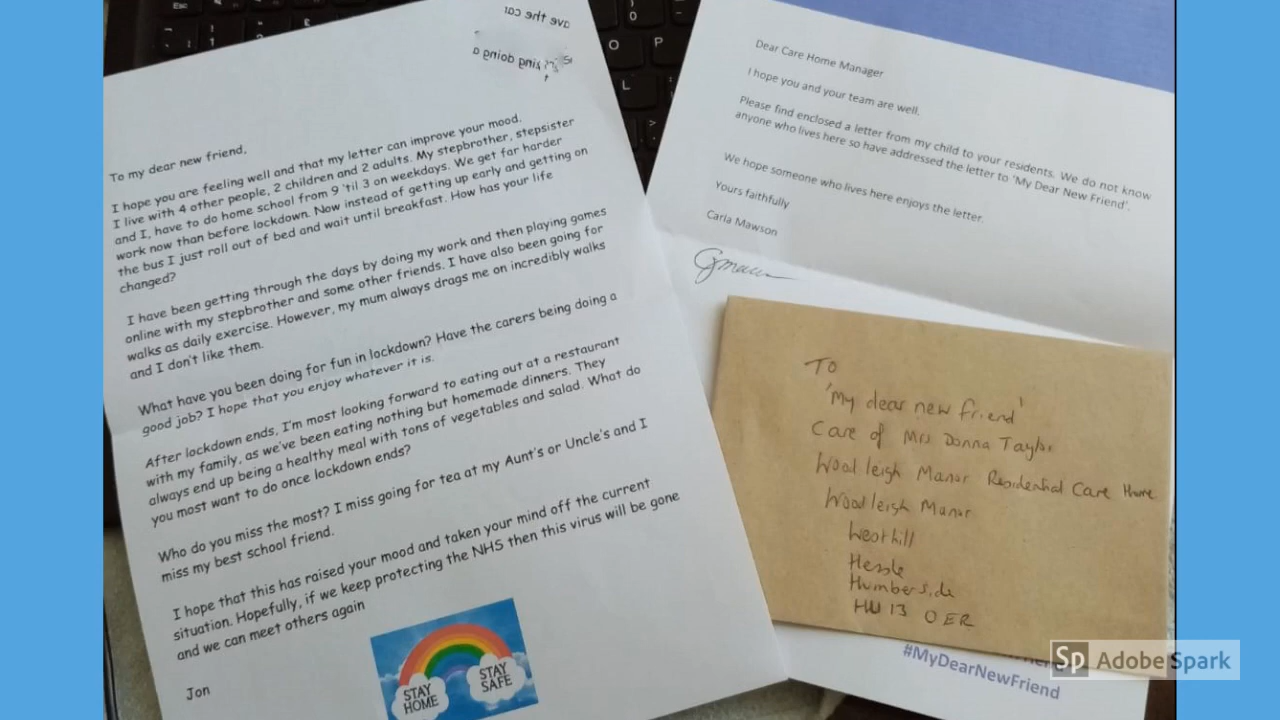 To my dear new friend,
I hope you are feeling well and that my letter can improve your mood.
I live with 4 other people, 2 children and 2 adults. My stepbrother, stepsister
and I, have to do home school from 9 'til 3 on weekdays. We get far harder
work now than before lockdown. Now instead of getting up early and getting on
the bus I just roll out of bed and wait until breakfast. How has your life
changed?
I have been getting through the days by doing my work and then playing games
online with my stepbrother and some other friends. I have also been going for
walks as daily exercise. However, my mum always drags me on incredibly walks
and I don't like them.
What have you been doing for fun in lockdown? Have the carers being doing a
good job? I hope that you enjoy whatever it is.
After lockdown ends, I'm most looking forward to eating out at a restaurant
with my family, as we've been eating nothing but homemade dinners. They
always end up being a healthy meal with tons of vegetables and salad. What do
you most want to do once lockdown ends?
Who do you miss the most? I miss going for tea at my Aunt's or Uncle's and I
miss my best school friend.
I hope that this has raised your mood and taken your mind off the current
situation. Hopefully, if we keep protecting the NHS then this virus will be gone
and we can meet others again
Jon
STAY
HOME
STAY
SAFE
Dear Care Home Manager
I hope you and your team are well.
Please find enclosed a letter from my child to your residents. We do not know
anyone who lives here so have addressed the letter to 'My Dear New Friend'.
We hope someone who lives here enjoys the letter.
Yours faithfully
Carla Mawson
To
'My dear new friend'
Care of Mrs Donna Taylor
Woodleigh Manor Residential Care Home
Woodleigh Manor
Westhill
Hessle
Humberside
HU13 0ER
#MyDearNewFriend
Sp Adobe Spark